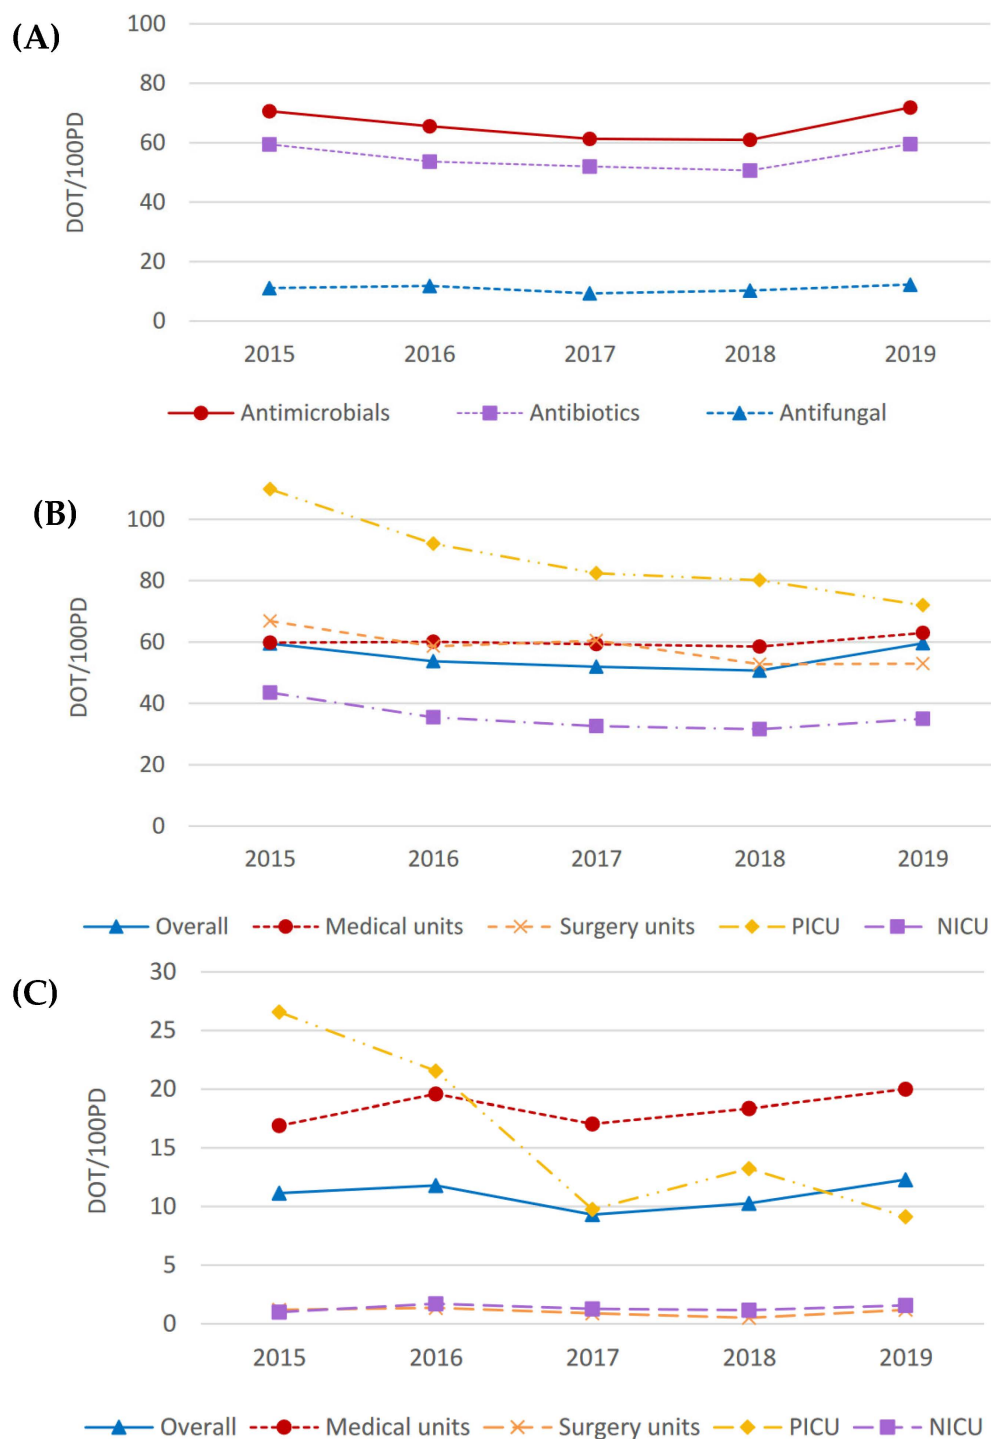 (A)
100
80
60
40
20
0
DOT/100PD
2015 2016 2017 2018 2019
Antimicrobials Antibiotics Antifungal
(B)
100
80
60
40
20
0
DOT/100PD
2015 2016 2017 2018 2019
Overall Medical units Surgery units PICU NICU
(C)
30
25
20
15
10
5
0
DOT/100PD
2015 2016 2017 2018 2019
Overall Medical units Surgery units PICU NICU